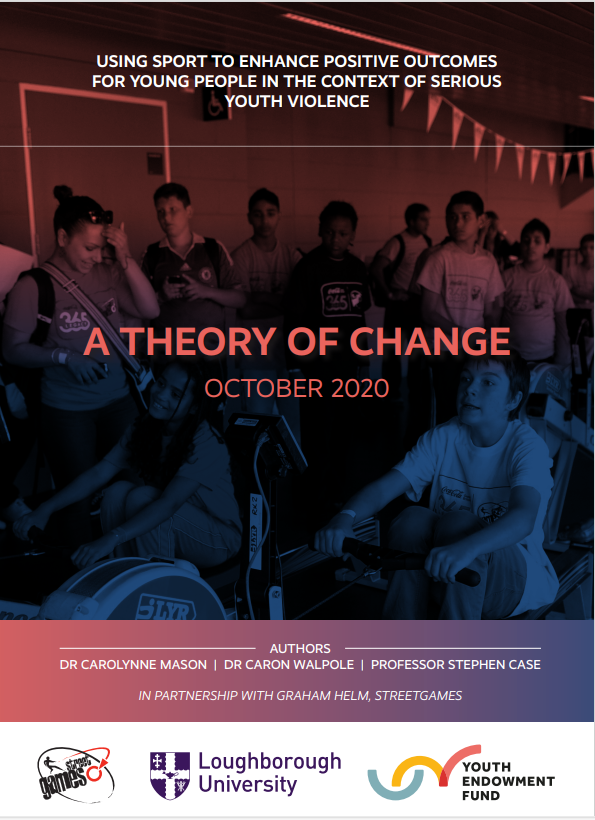 USING SPORT TO ENHANCE POSITIVE OUTCOMES
FOR YOUNG PEOPLE IN THE CONTEXT OF SERIOUS
YOUTH VIOLENCE
365
365
A THEORY OF CHANGE
OCTOBER 2020
AUTHORS
DR CAROLYNNE MASON | DR CARON WALPOLE | PROFESSOR STEPHEN CASE
IN PARTNERSHIP WITH GRAHAM HELM, STREETGAMES
street
games
Loughborough
University
YOUTH
ENDOWMENT
FUND